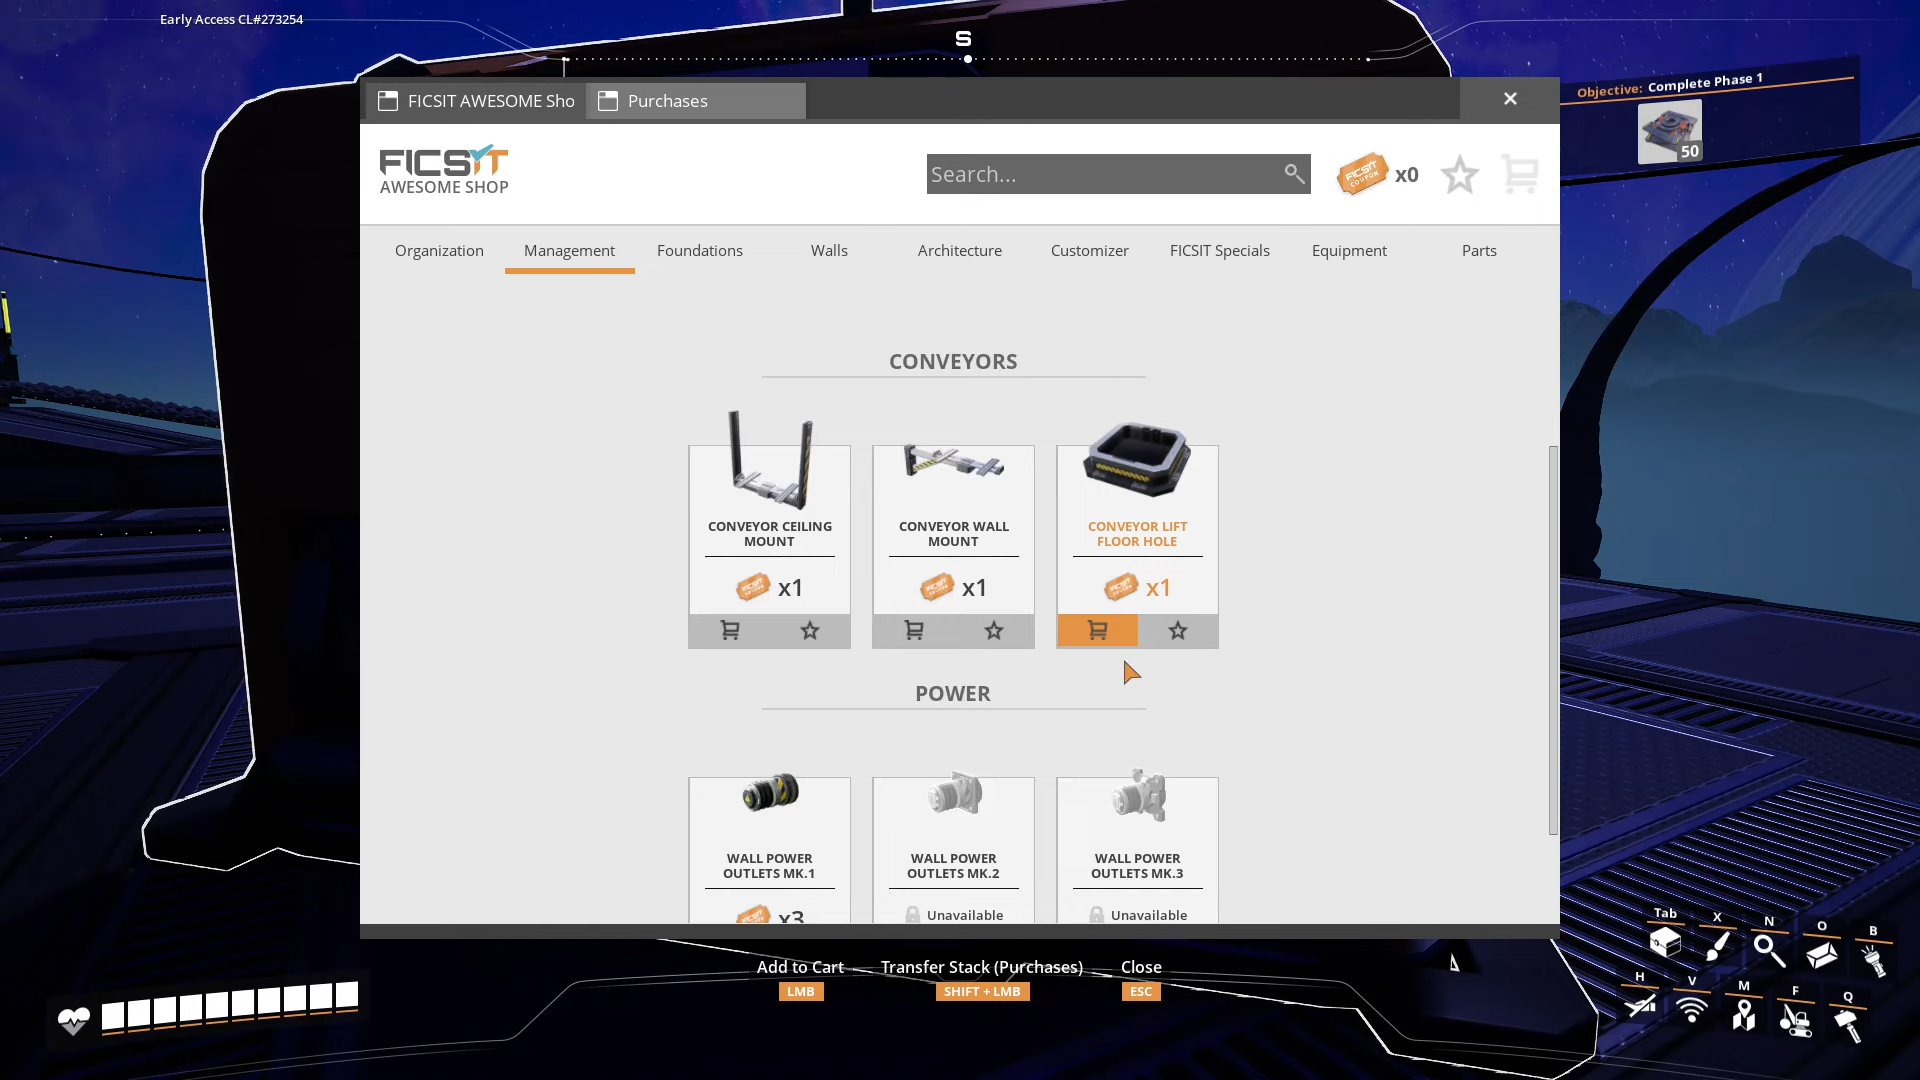 Early Access CL#273254
S
FICSIT AWESOME Sho
Purchases
Objective: Complete Phase 1
50
FICSIT
AWESOME SHOP
Search...
FICSIT COUPON
x0
Organization
Management
Foundations
Walls
Architecture
Customizer
FICSIT Specials
Equipment
Parts
CONVEYORS
CONVEYOR CEILING
MOUNT
x1
CONVEYOR WALL
MOUNT
x1
CONVEYOR LIFT
FLOOR HOLE
x1
POWER
WALL POWER
OUTLETS MK.1
x3
WALL POWER
OUTLETS MK.2
Unavailable
WALL POWER
OUTLETS MK.3
Unavailable
Add to Cart
LMB
Transfer Stack (Purchases)
SHIFT + LMB
Close
ESC
Tab
X
N
O
B
H
V
M
F
Q